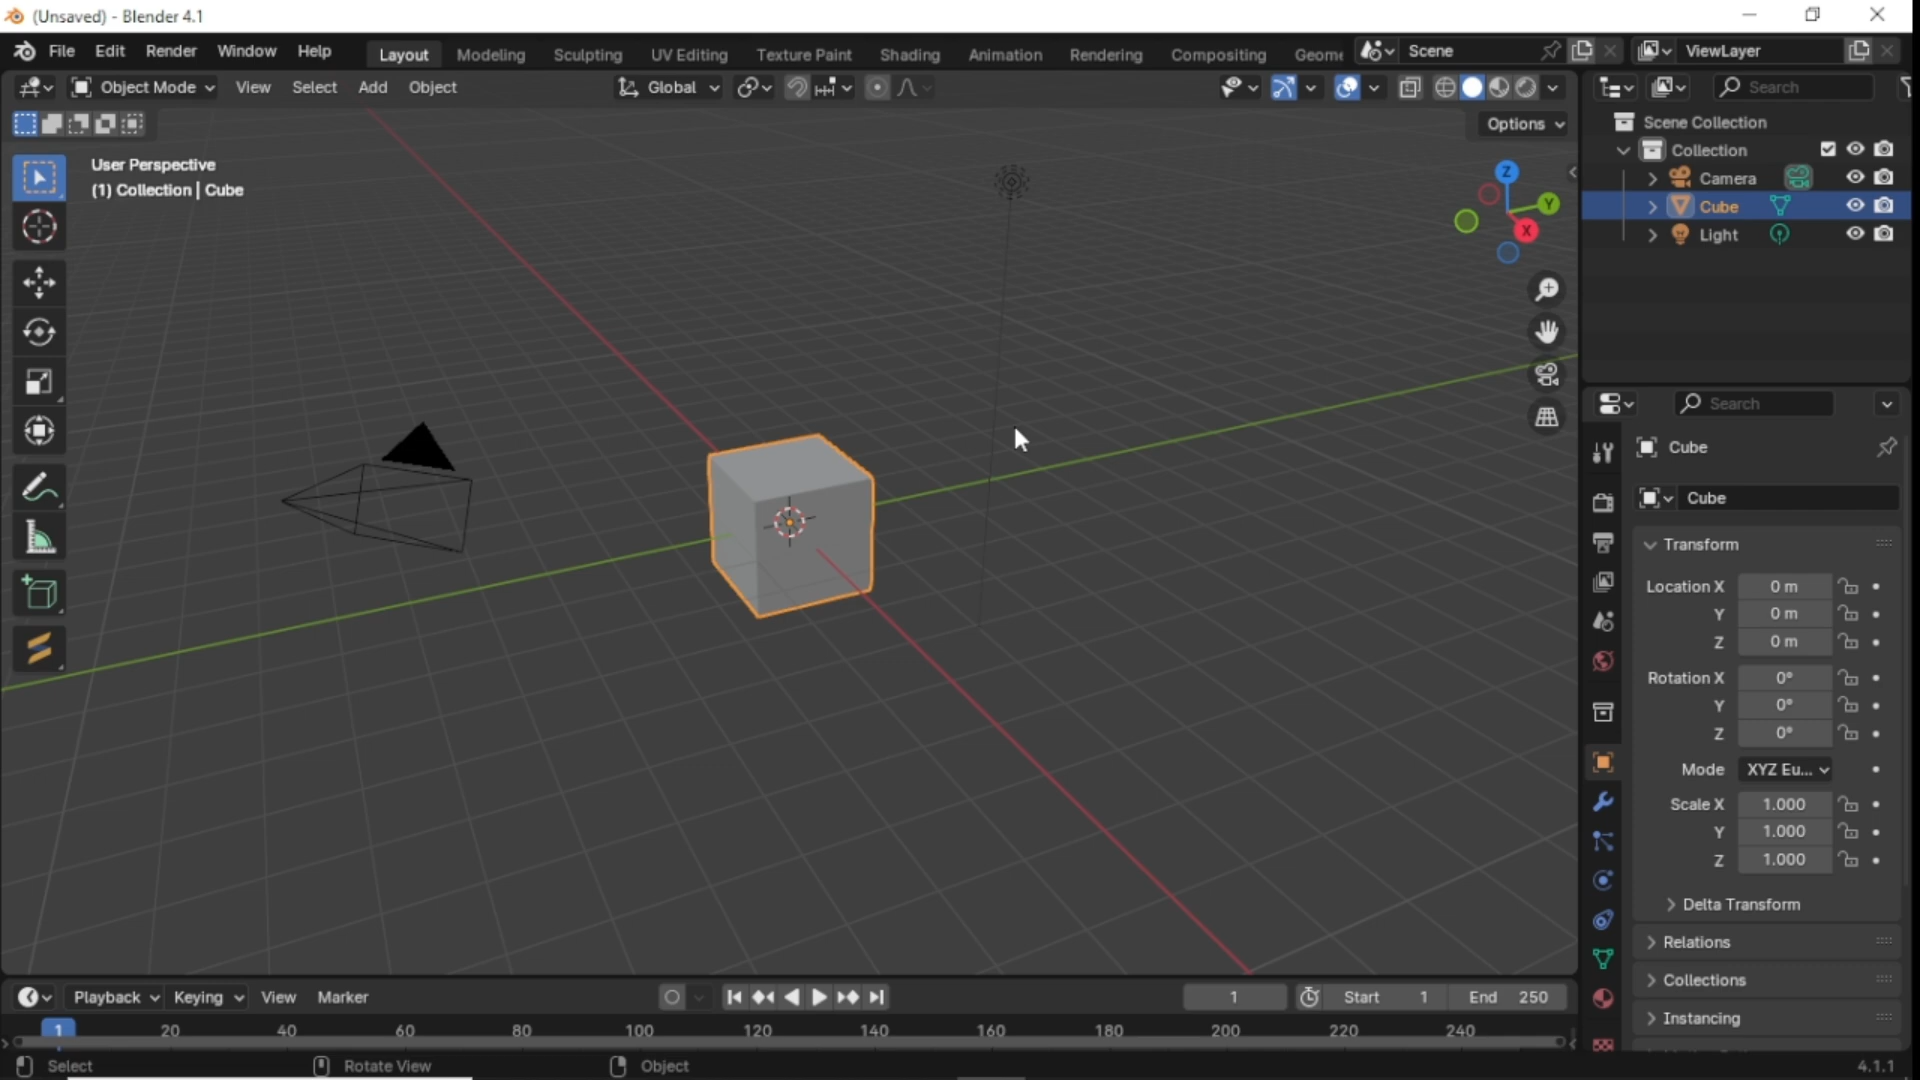 (Unsaved) - Blender 4.1
File Edit Render Window Help
Layout Modeling Sculpting UV Editing Texture Paint Shading Animation Rendering Compositing Geome
Scene
ViewLayer
Object Mode View Select Add Object
Global
Search
Options
User Perspective
(1) Collection | Cube
Z
Y
X
Scene Collection
Collection
Camera
Cube
Light
Search
Cube
Cube
Transform
Location X 0 m
Y 0 m
Z 0 m
Rotation X 0°
Y 0°
Z 0°
Mode XYZ Eu...
Scale X 1.000
Y 1.000
Z 1.000
Delta Transform
Relations
Collections
Instancing
Playback Keying View Marker
1
Start 1
End 250
1 20 40 60 80 100 120 140 160 180 200 220 240
Select Rotate View Object
4.1.1